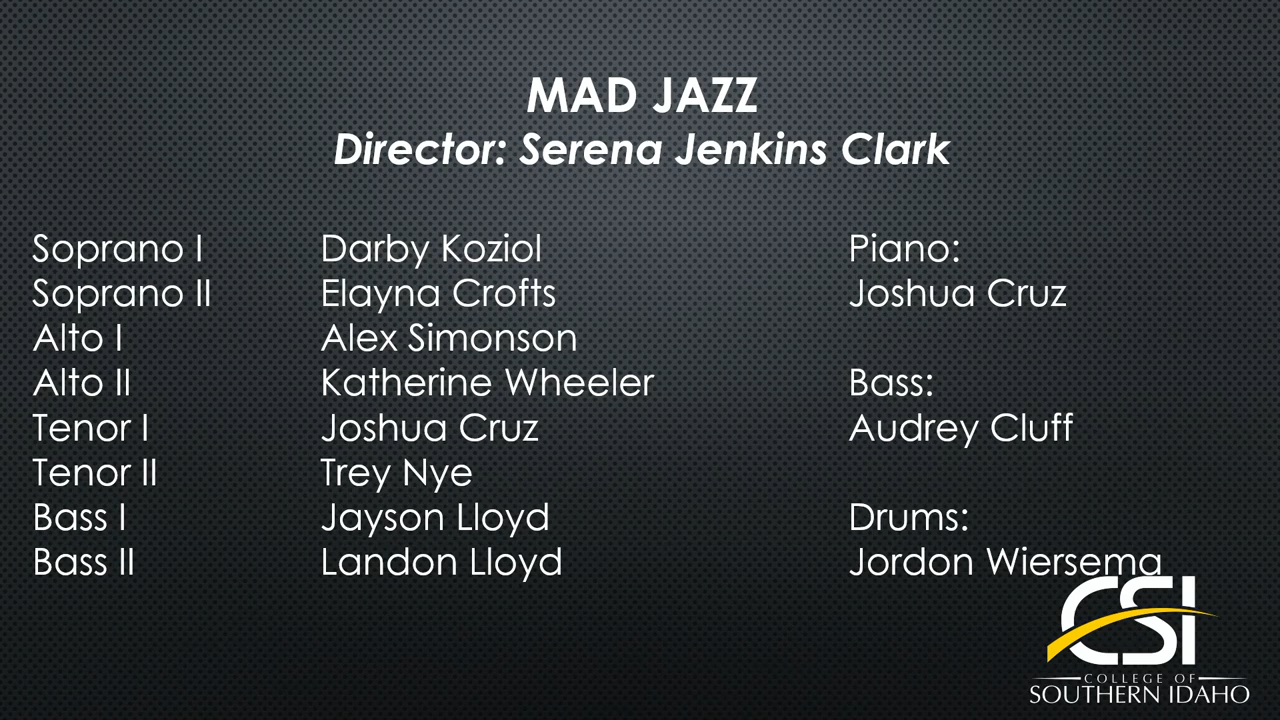 MAD JAZZ
Director: Serena Jenkins Clark
Soprano I Darby Koziol
Soprano II Elayna Crofts
Alto I Alex Simonson
Alto II Katherine Wheeler
Tenor I Joshua Cruz
Tenor II Trey Nye
Bass I Jayson Lloyd
Bass II Landon Lloyd
Piano:
Joshua Cruz
Bass:
Audrey Cluff
Drums:
Jordon Wiersema
CSI
COLLEGE OF
SOUTHERN IDAHO